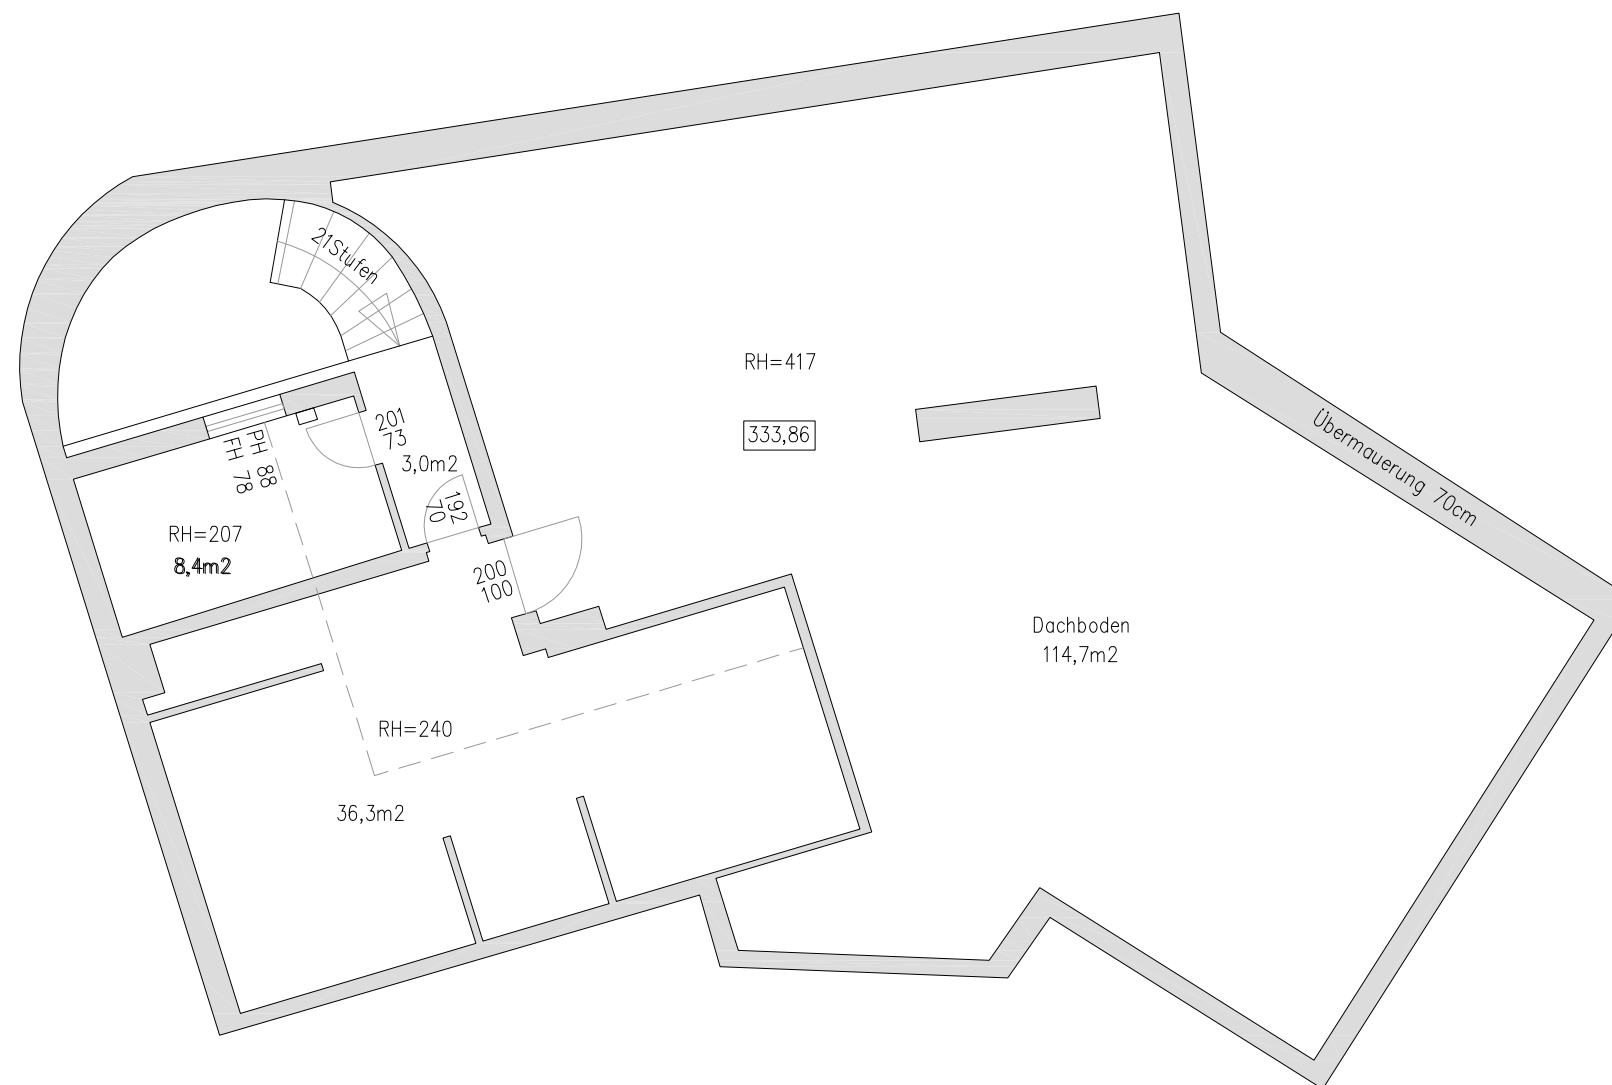 21Stufen
RH=417
333,86
Übermauerung 70cm
201
73
3,0m2
PH 88
FH 78
192
70
RH=207
8,4m2
200
100
Dachboden
114,7m2
RH=240
36,3m2